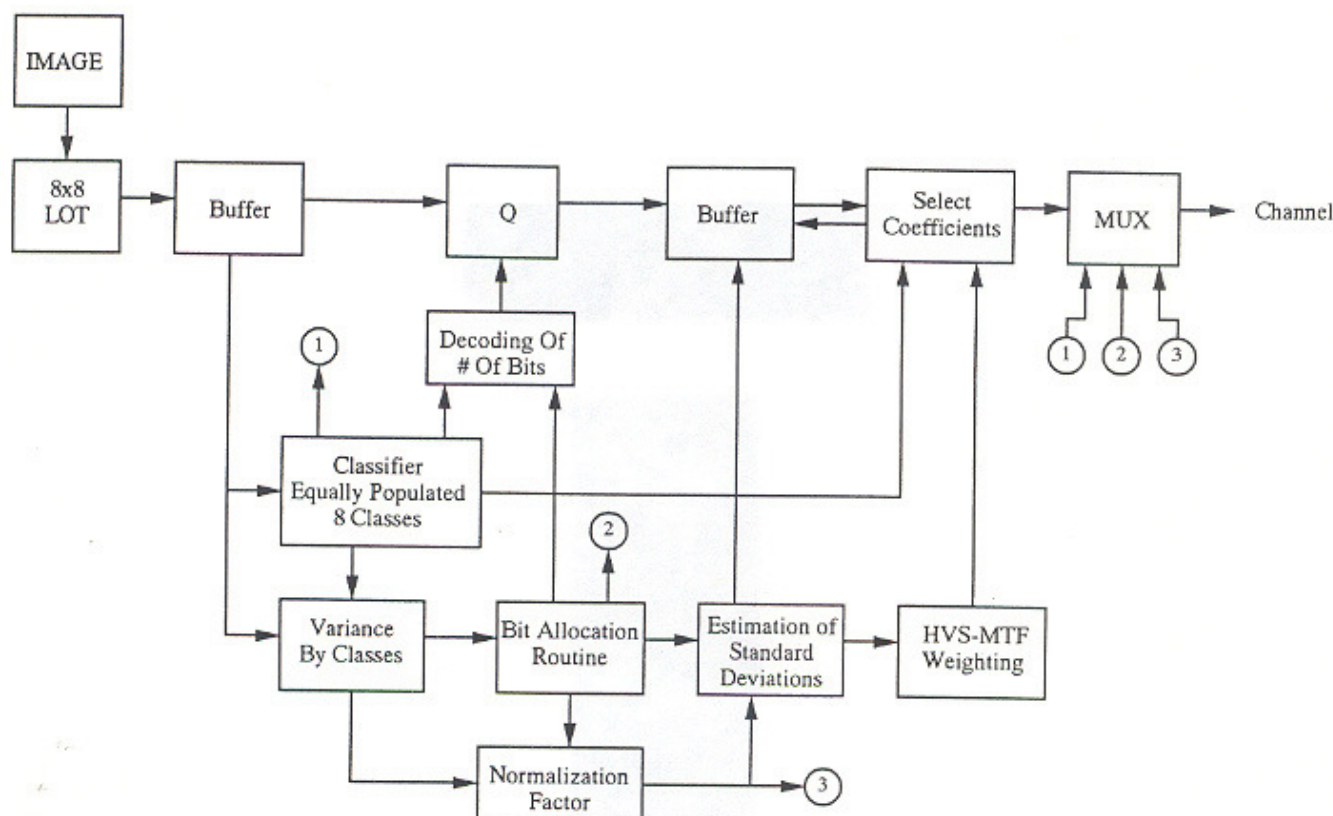 IMAGE
8x8
LOT
Buffer
Q
Buffer
Select
Coefficients
MUX
Channel
Decoding Of
# Of Bits
1
1
2
3
Classifier
Equally Populated
8 Classes
2
Variance
By Classes
Bit Allocation
Routine
Estimation of
Standard
Deviations
HVS-MTF
Weighting
Normalization
Factor
3